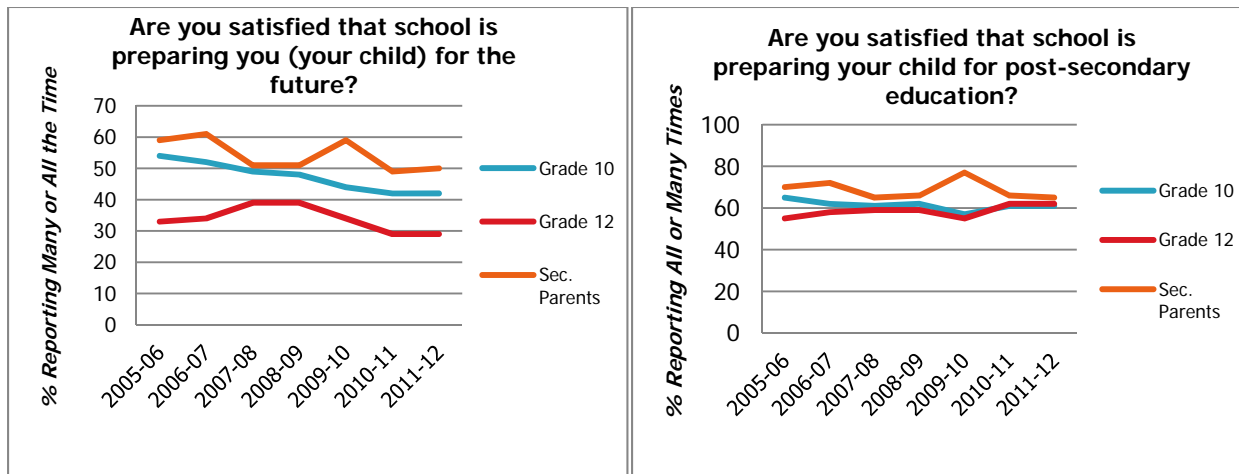 Are you satisfied that school is
preparing you (your child) for the
future?
% Reporting Many or All the Time
70
60
50
40
30
20
10
0
2005-06
2006-07
2007-08
2008-09
2009-10
2010-11
2011-12
Grade 10
Grade 12
Sec.
Parents
Are you satisfied that school is
preparing your child for post-secondary
education?
% Reporting All or Many Times
100
80
60
40
20
0
2005-06
2006-07
2007-08
2008-09
2009-10
2010-11
2011-12
Grade 10
Grade 12
Sec.
Parents